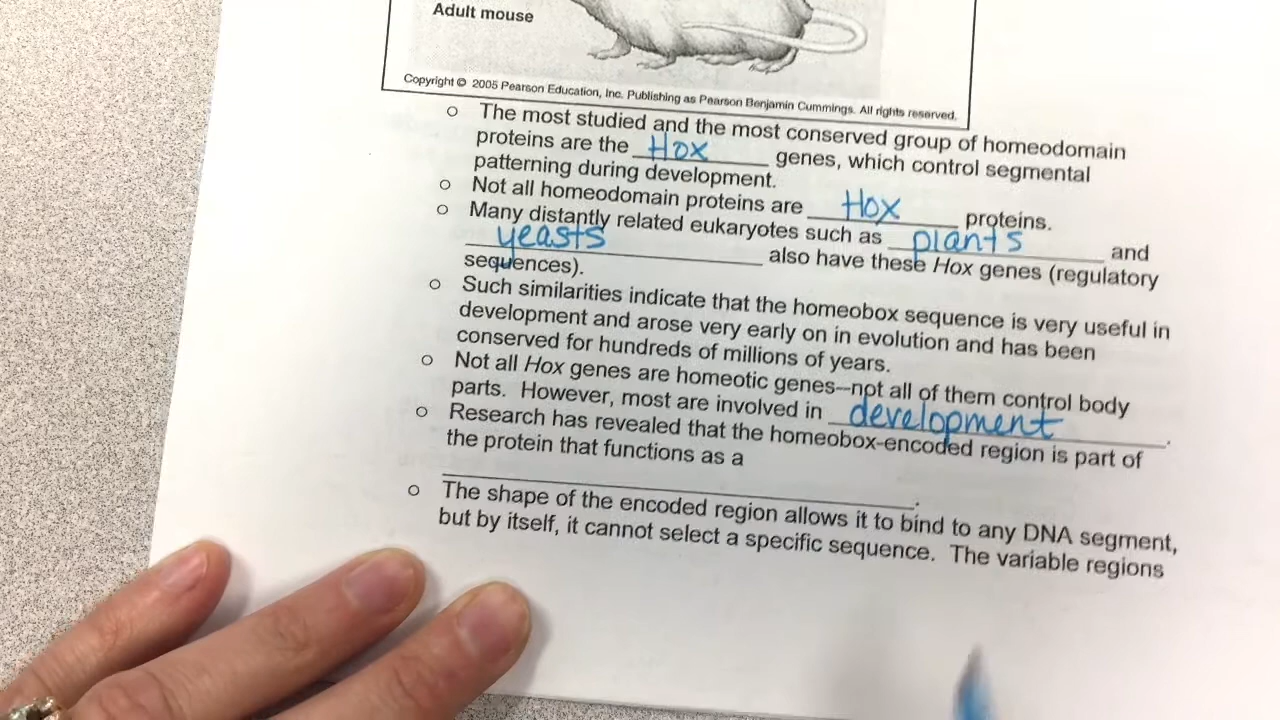 Adult mouse
Copyright © 2005 Pearson Education, Inc. Publishing as Pearson Benjamin Cummings. All rights reserved.
o The most studied and the most conserved group of homeodomain
proteins are the Hox genes, which control segmental
patterning during development.
o Not all homeodomain proteins are Hox proteins.
o Many distantly related eukaryotes such as plants and
yeasts also have these Hox genes (regulatory
sequences).
o Such similarities indicate that the homeobox sequence is very useful in
development and arose very early on in evolution and has been
conserved for hundreds of millions of years.
o Not all Hox genes are homeotic genes--not all of them control body
parts. However, most are involved in development.
o Research has revealed that the homeobox-encoded region is part of
the protein that functions as a
.
o The shape of the encoded region allows it to bind to any DNA segment,
but by itself, it cannot select a specific sequence. The variable regions